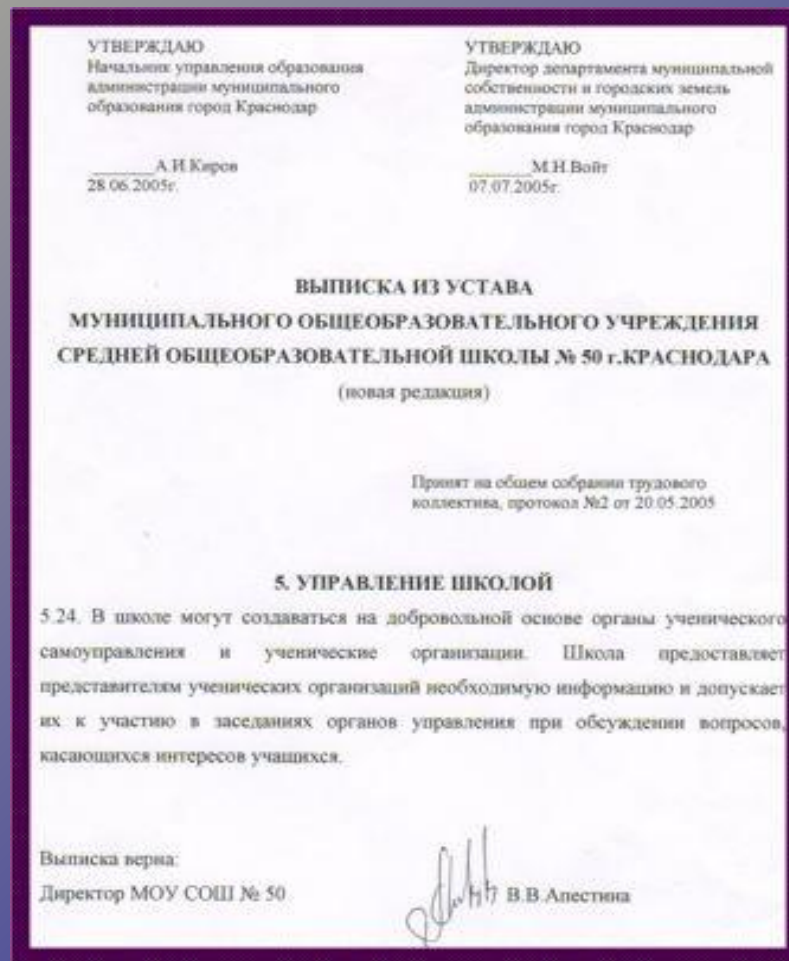 УТВЕРЖДАЮ
Начальник управления образования
администрации муниципального
образования город Краснодар
_______А.И.Киров
28.06.2005г.
УТВЕРЖДАЮ
Директор департамента муниципальной
собственности и городских земель
администрации муниципального
образования город Краснодар
_______М.Н.Войт
07.07.2005г.
ВЫПИСКА ИЗ УСТАВА
МУНИЦИПАЛЬНОГО ОБЩЕОБРАЗОВАТЕЛЬНОГО УЧРЕЖДЕНИЯ
СРЕДНЕЙ ОБЩЕОБРАЗОВАТЕЛЬНОЙ ШКОЛЫ № 50 г.КРАСНОДАРА
(новая редакция)
Принят на общем собрании трудового
коллектива, протокол №2 от 20.05.2005
5. УПРАВЛЕНИЕ ШКОЛОЙ
5.24. В школе могут создаваться на добровольной основе органы ученического
самоуправления и ученические организации. Школа предоставляет
представителям ученических организаций необходимую информацию и допускает
их к участию в заседаниях органов управления при обсуждении вопросов,
касающихся интересов учащихся.
Выписка верна:
Директор МОУ СОШ № 50 В.В.Апестина